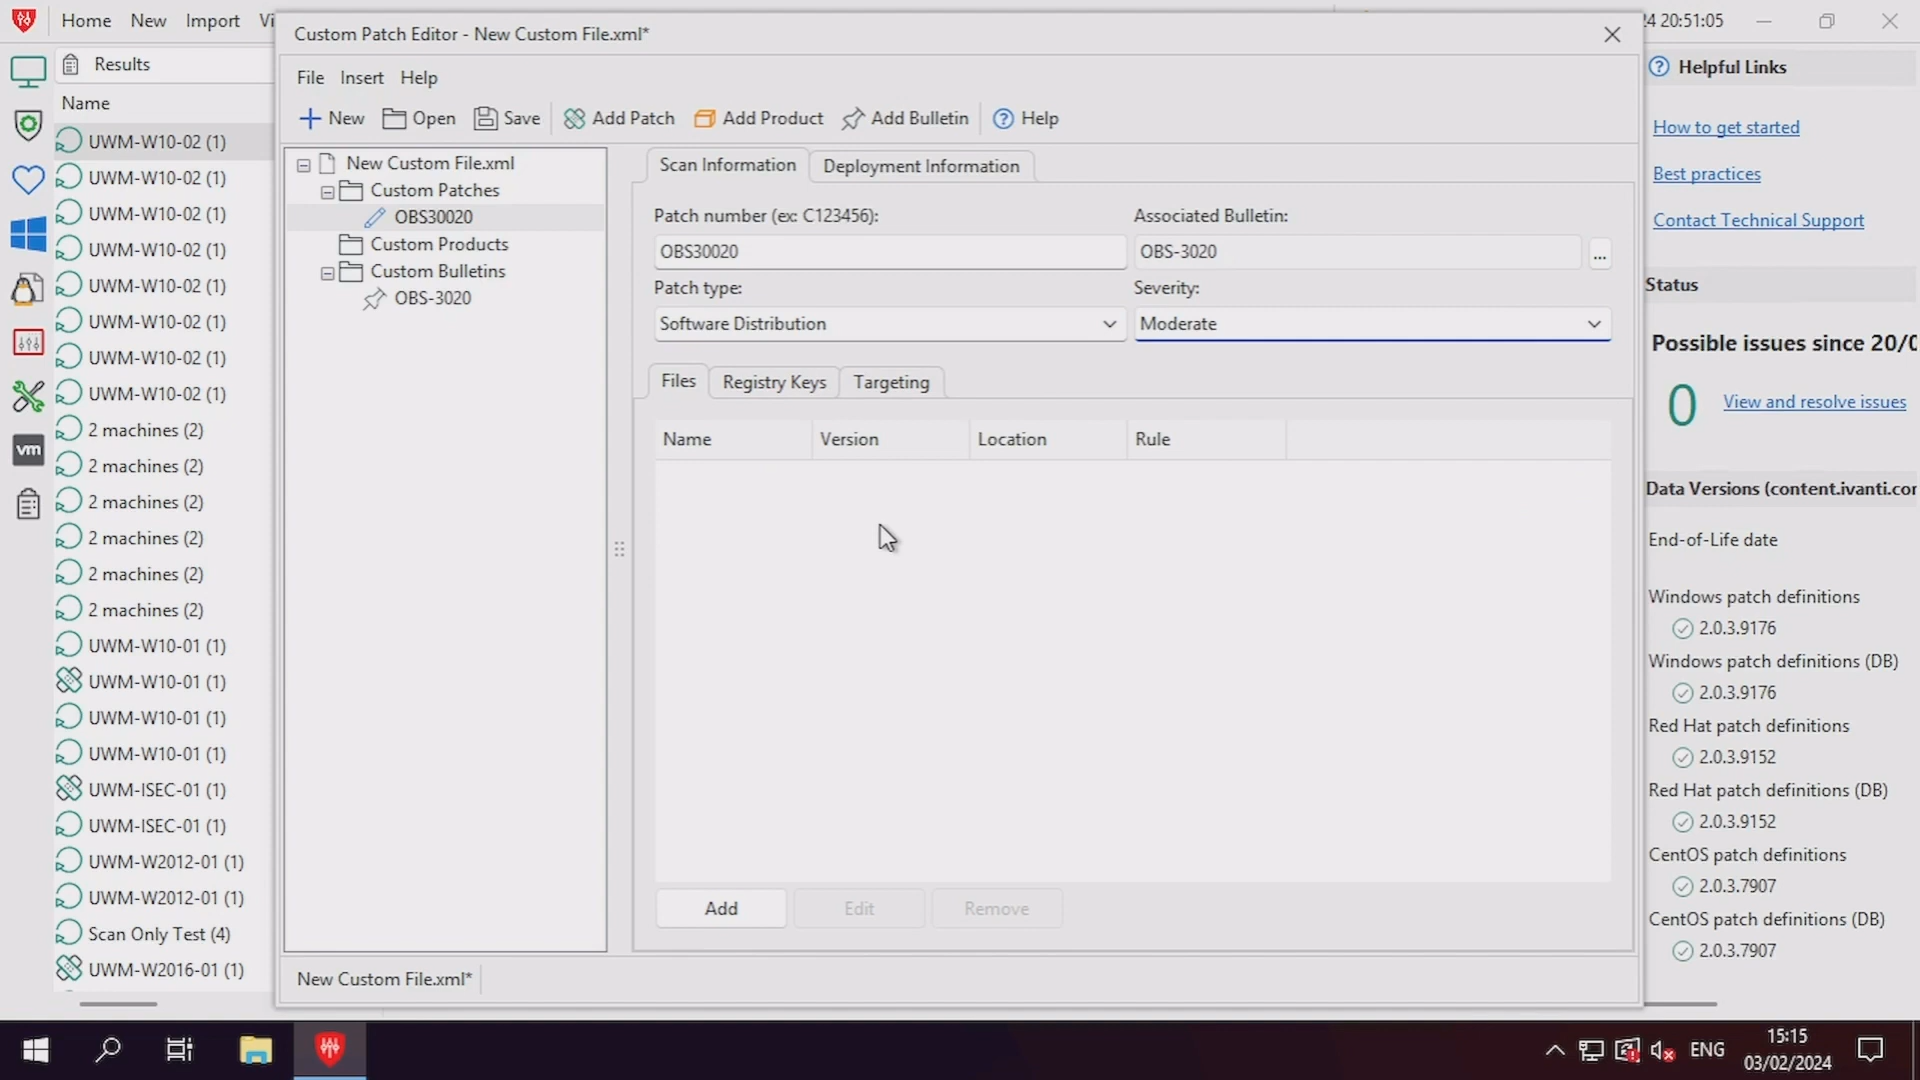 Home New Import Vi
Custom Patch Editor - New Custom File.xml*
4 20:51:05
Results
Name
UWM-W10-02 (1)
UWM-W10-02 (1)
UWM-W10-02 (1)
UWM-W10-02 (1)
UWM-W10-02 (1)
UWM-W10-02 (1)
UWM-W10-02 (1)
UWM-W10-02 (1)
2 machines (2)
2 machines (2)
2 machines (2)
2 machines (2)
2 machines (2)
2 machines (2)
UWM-W10-01 (1)
UWM-W10-01 (1)
UWM-W10-01 (1)
UWM-W10-01 (1)
UWM-ISEC-01 (1)
UWM-ISEC-01 (1)
UWM-W2012-01 (1)
UWM-W2012-01 (1)
Scan Only Test (4)
UWM-W2016-01 (1)
vm
File Insert Help
New Open Save Add Patch Add Product Add Bulletin Help
New Custom File.xml
Custom Patches
OBS30020
Custom Products
Custom Bulletins
OBS-3020
Scan Information Deployment Information
Patch number (ex: C123456): Associated Bulletin:
OBS30020 OBS-3020 ...
Patch type: Severity:
Software Distribution Moderate
Files Registry Keys Targeting
Name Version Location Rule
Add Edit Remove
New Custom File.xml*
Helpful Links
How to get started
Best practices
Contact Technical Support
Status
Possible issues since 20/0
0 View and resolve issues
Data Versions (content.ivanti.cor
End-of-Life date
Windows patch definitions
2.0.3.9176
Windows patch definitions (DB)
2.0.3.9176
Red Hat patch definitions
2.0.3.9152
Red Hat patch definitions (DB)
2.0.3.9152
CentOS patch definitions
2.0.3.7907
CentOS patch definitions (DB)
2.0.3.7907
ENG
15:15
03/02/2024